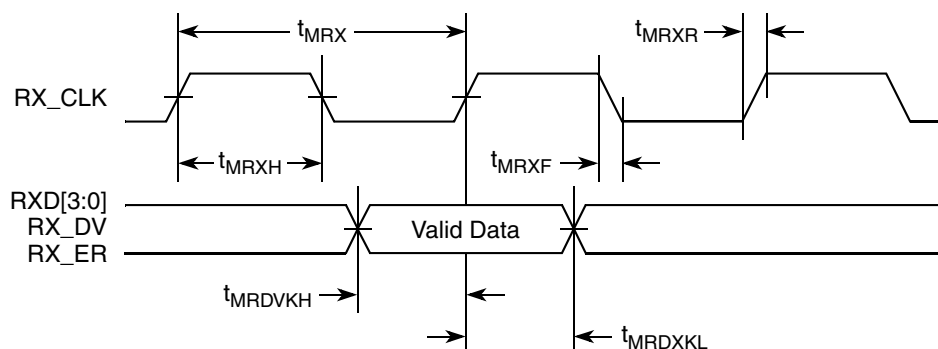 tMRX
tMRXR
RX_CLK
tMRXH
tMRXF
RXD[3:0]
RX_DV
RX_ER
Valid Data
tMRDVKH
tMRDXKL